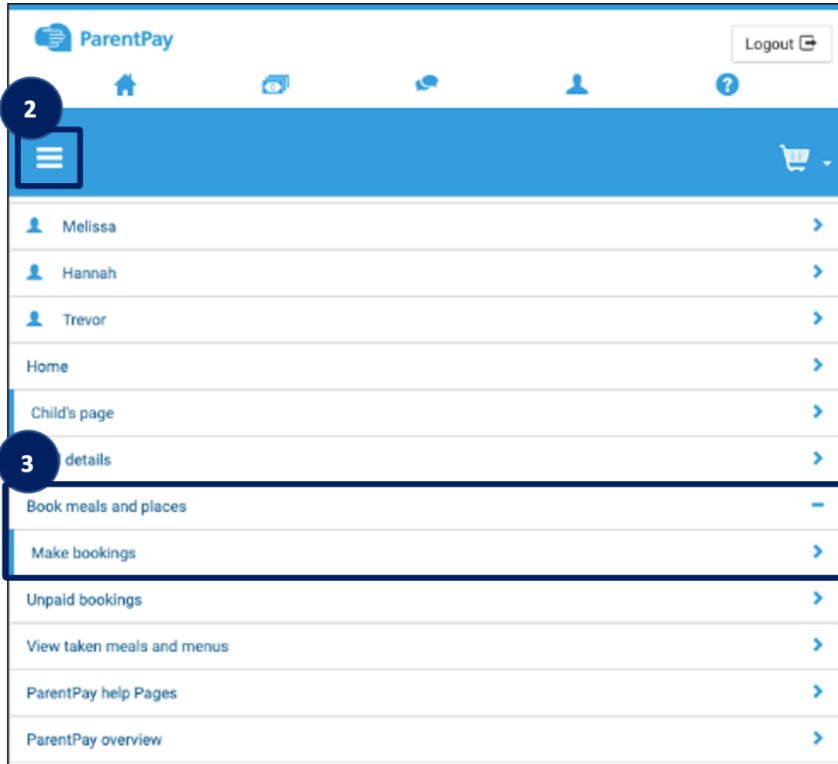 ParentPay
Logout
2
Melissa
Hannah
Trevor
Home
Child's page
3
details
Book meals and places
Make bookings
Unpaid bookings
View taken meals and menus
ParentPay help Pages
ParentPay overview